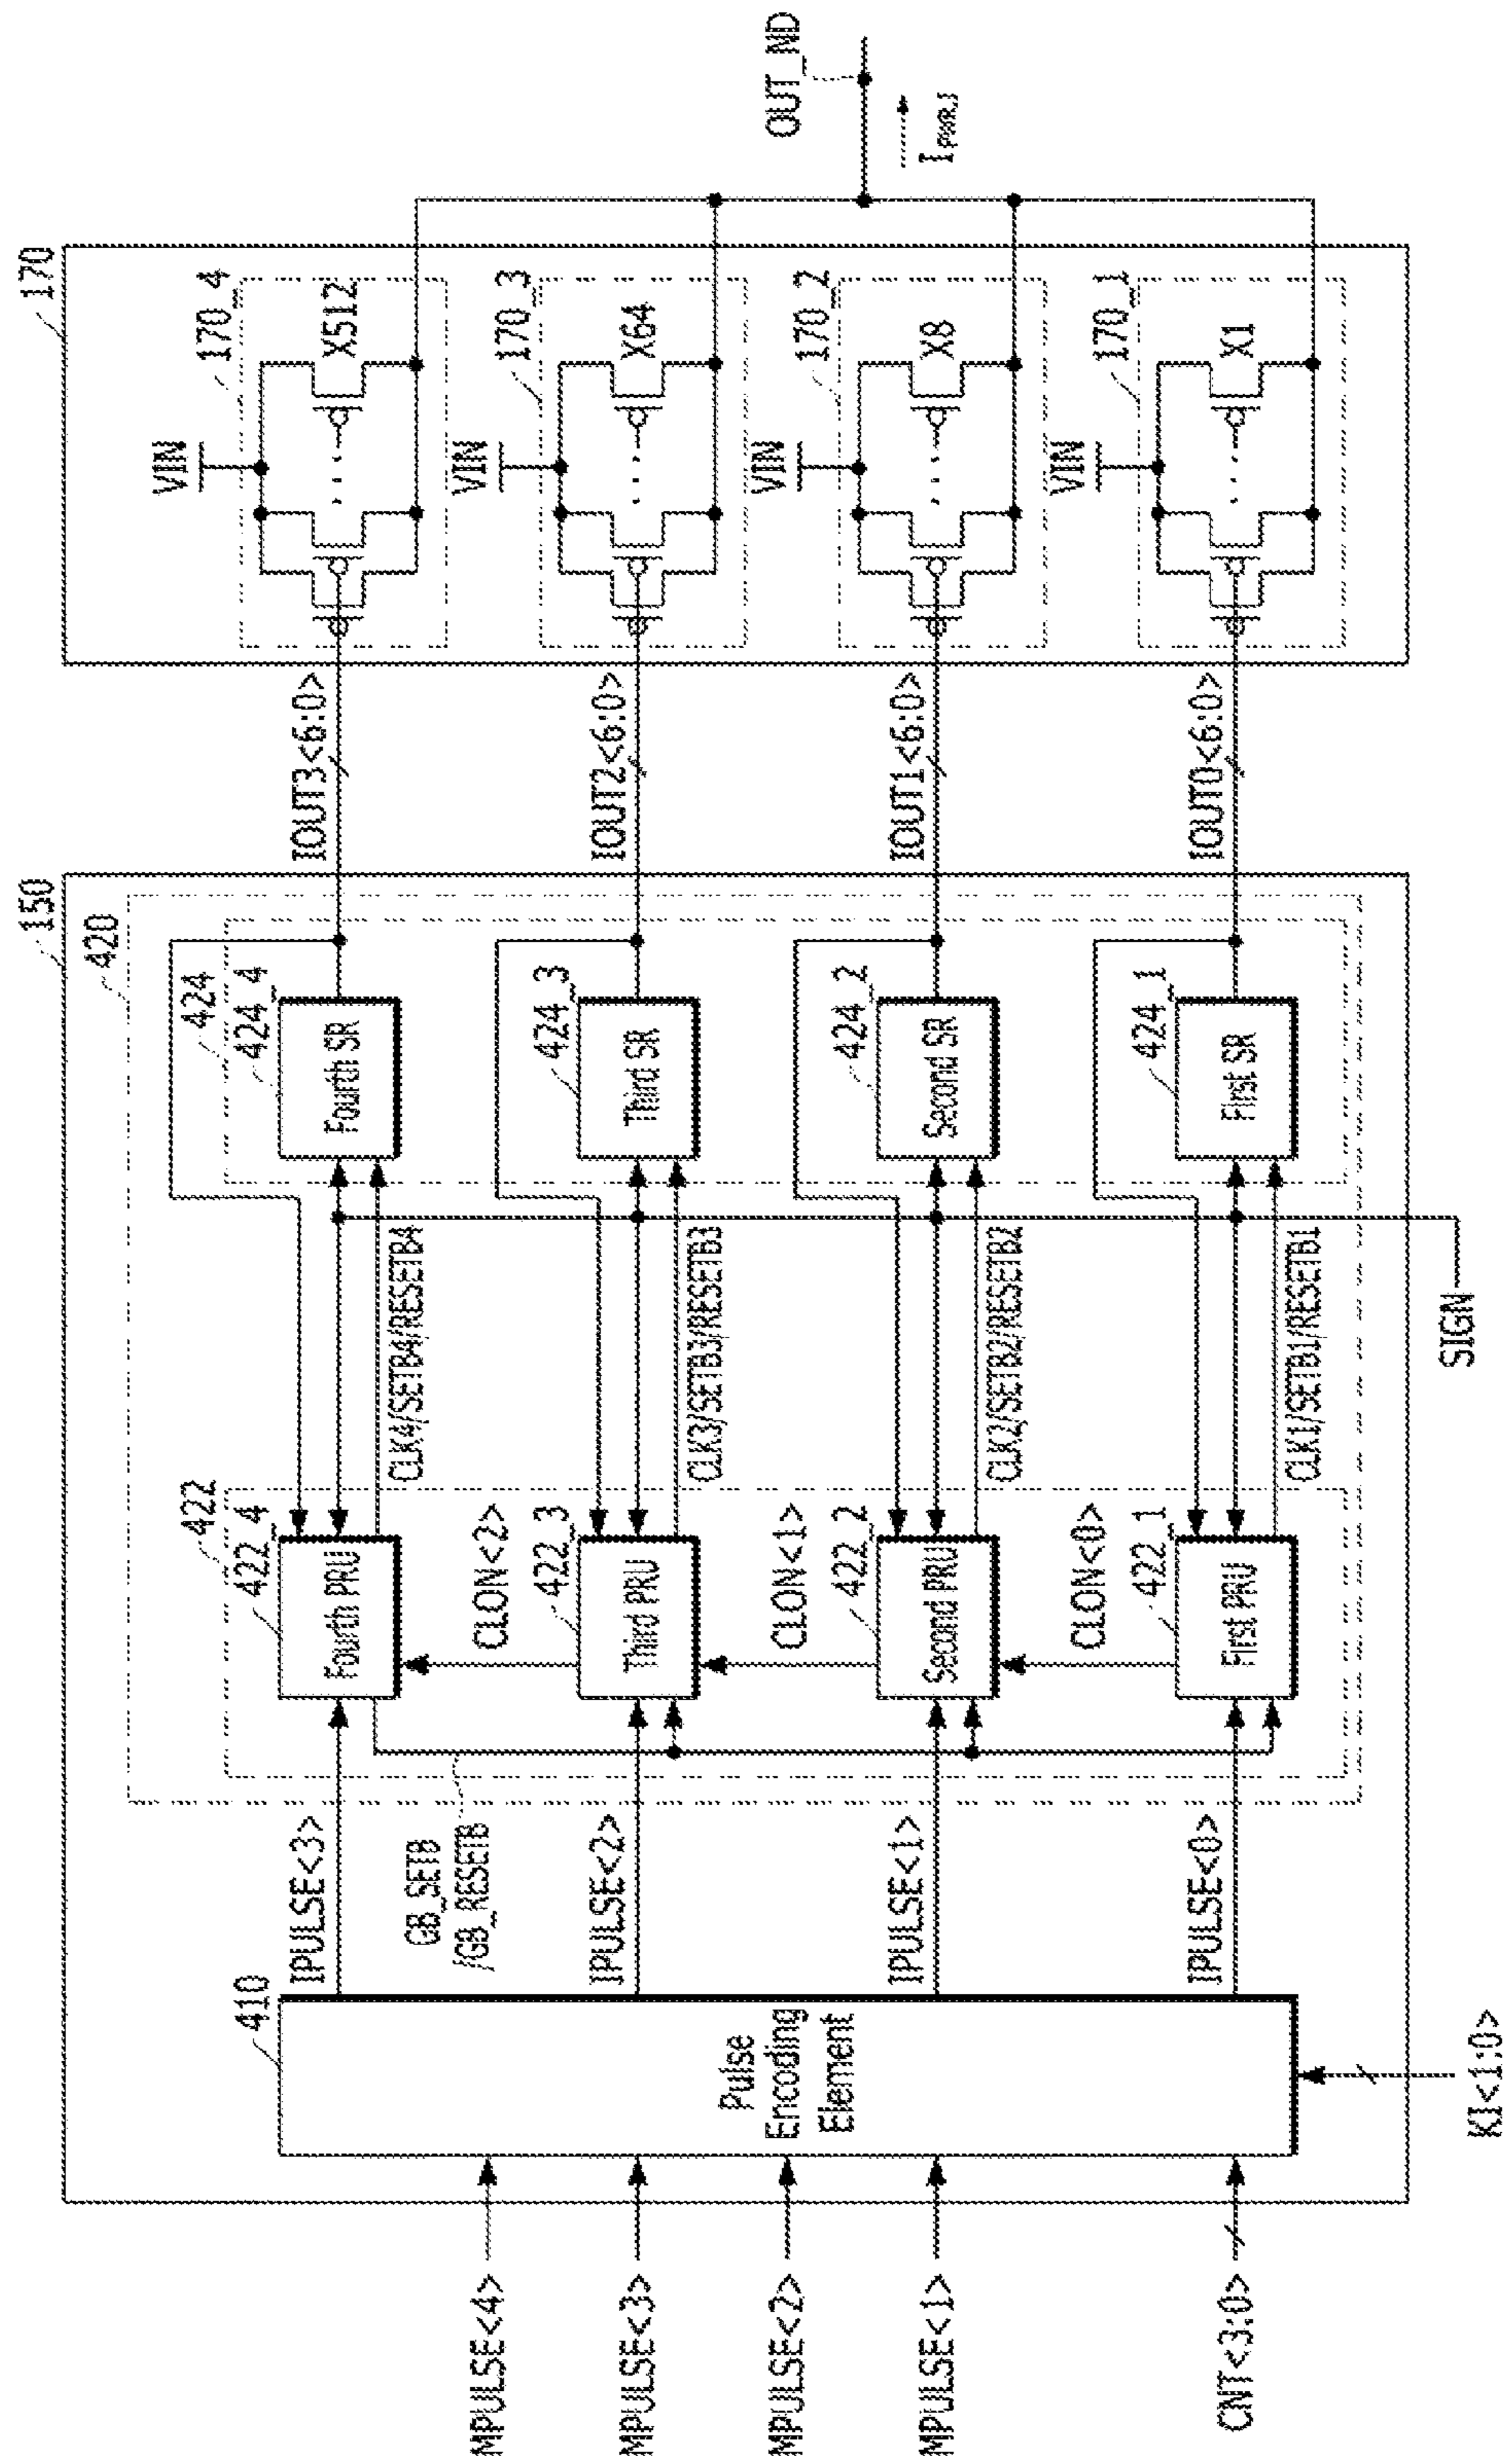 150
170
420
410
422
424
MPULSE<4>
MPULSE<3>
MPULSE<2>
MPULSE<1>
CNT<3:0>
KI<1:0>
Pulse
Encoding
Element
IPULSE<3>
GB_SETB
/GB_RESETB
IPULSE<2>
IPULSE<1>
IPULSE<0>
422_4
Fourth PRU
CLON<2>
422_3
Third PRU
CLON<1>
422_2
Second PRU
CLON<0>
422_1
First PRU
CLK4/SETB4/RESETB4
CLK3/SETB3/RESETB3
CLK2/SETB2/RESETB2
CLK1/SETB1/RESETB1
SIGN
424_4
Fourth SR
424_3
Third SR
424_2
Second SR
424_1
First SR
IOUT3<6:0>
IOUT2<6:0>
IOUT1<6:0>
IOUT0<6:0>
VIN
170_4
X512
VIN
170_3
X64
VIN
170_2
X8
VIN
170_1
X1
OUT_ND
I PWR,I